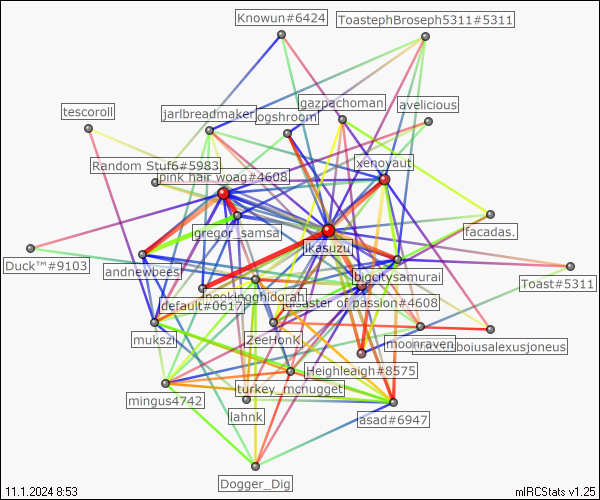 Knowun#6424
ToastephBroseph5311#5311
gazpachoman
avelicious
tescoroll
jarlbreadmaker
ogshroom
xenoyaut
Random Stuf6#5983
pink hair woag#4608
facadas.
gregor_samsa
ikasuzu
Duck™#9103
andnewbees
bigcitysamurai
Toast#5311
default#0617
disaster of passion#4608
mukszi
ZeeHonk
moonraven
Heighleaigh#8575
turkey_mcnugget
mingus4742
lahnk
asad#6947
Dogger_Dig
11.1.2024 8:53
mIRCStats v1.25